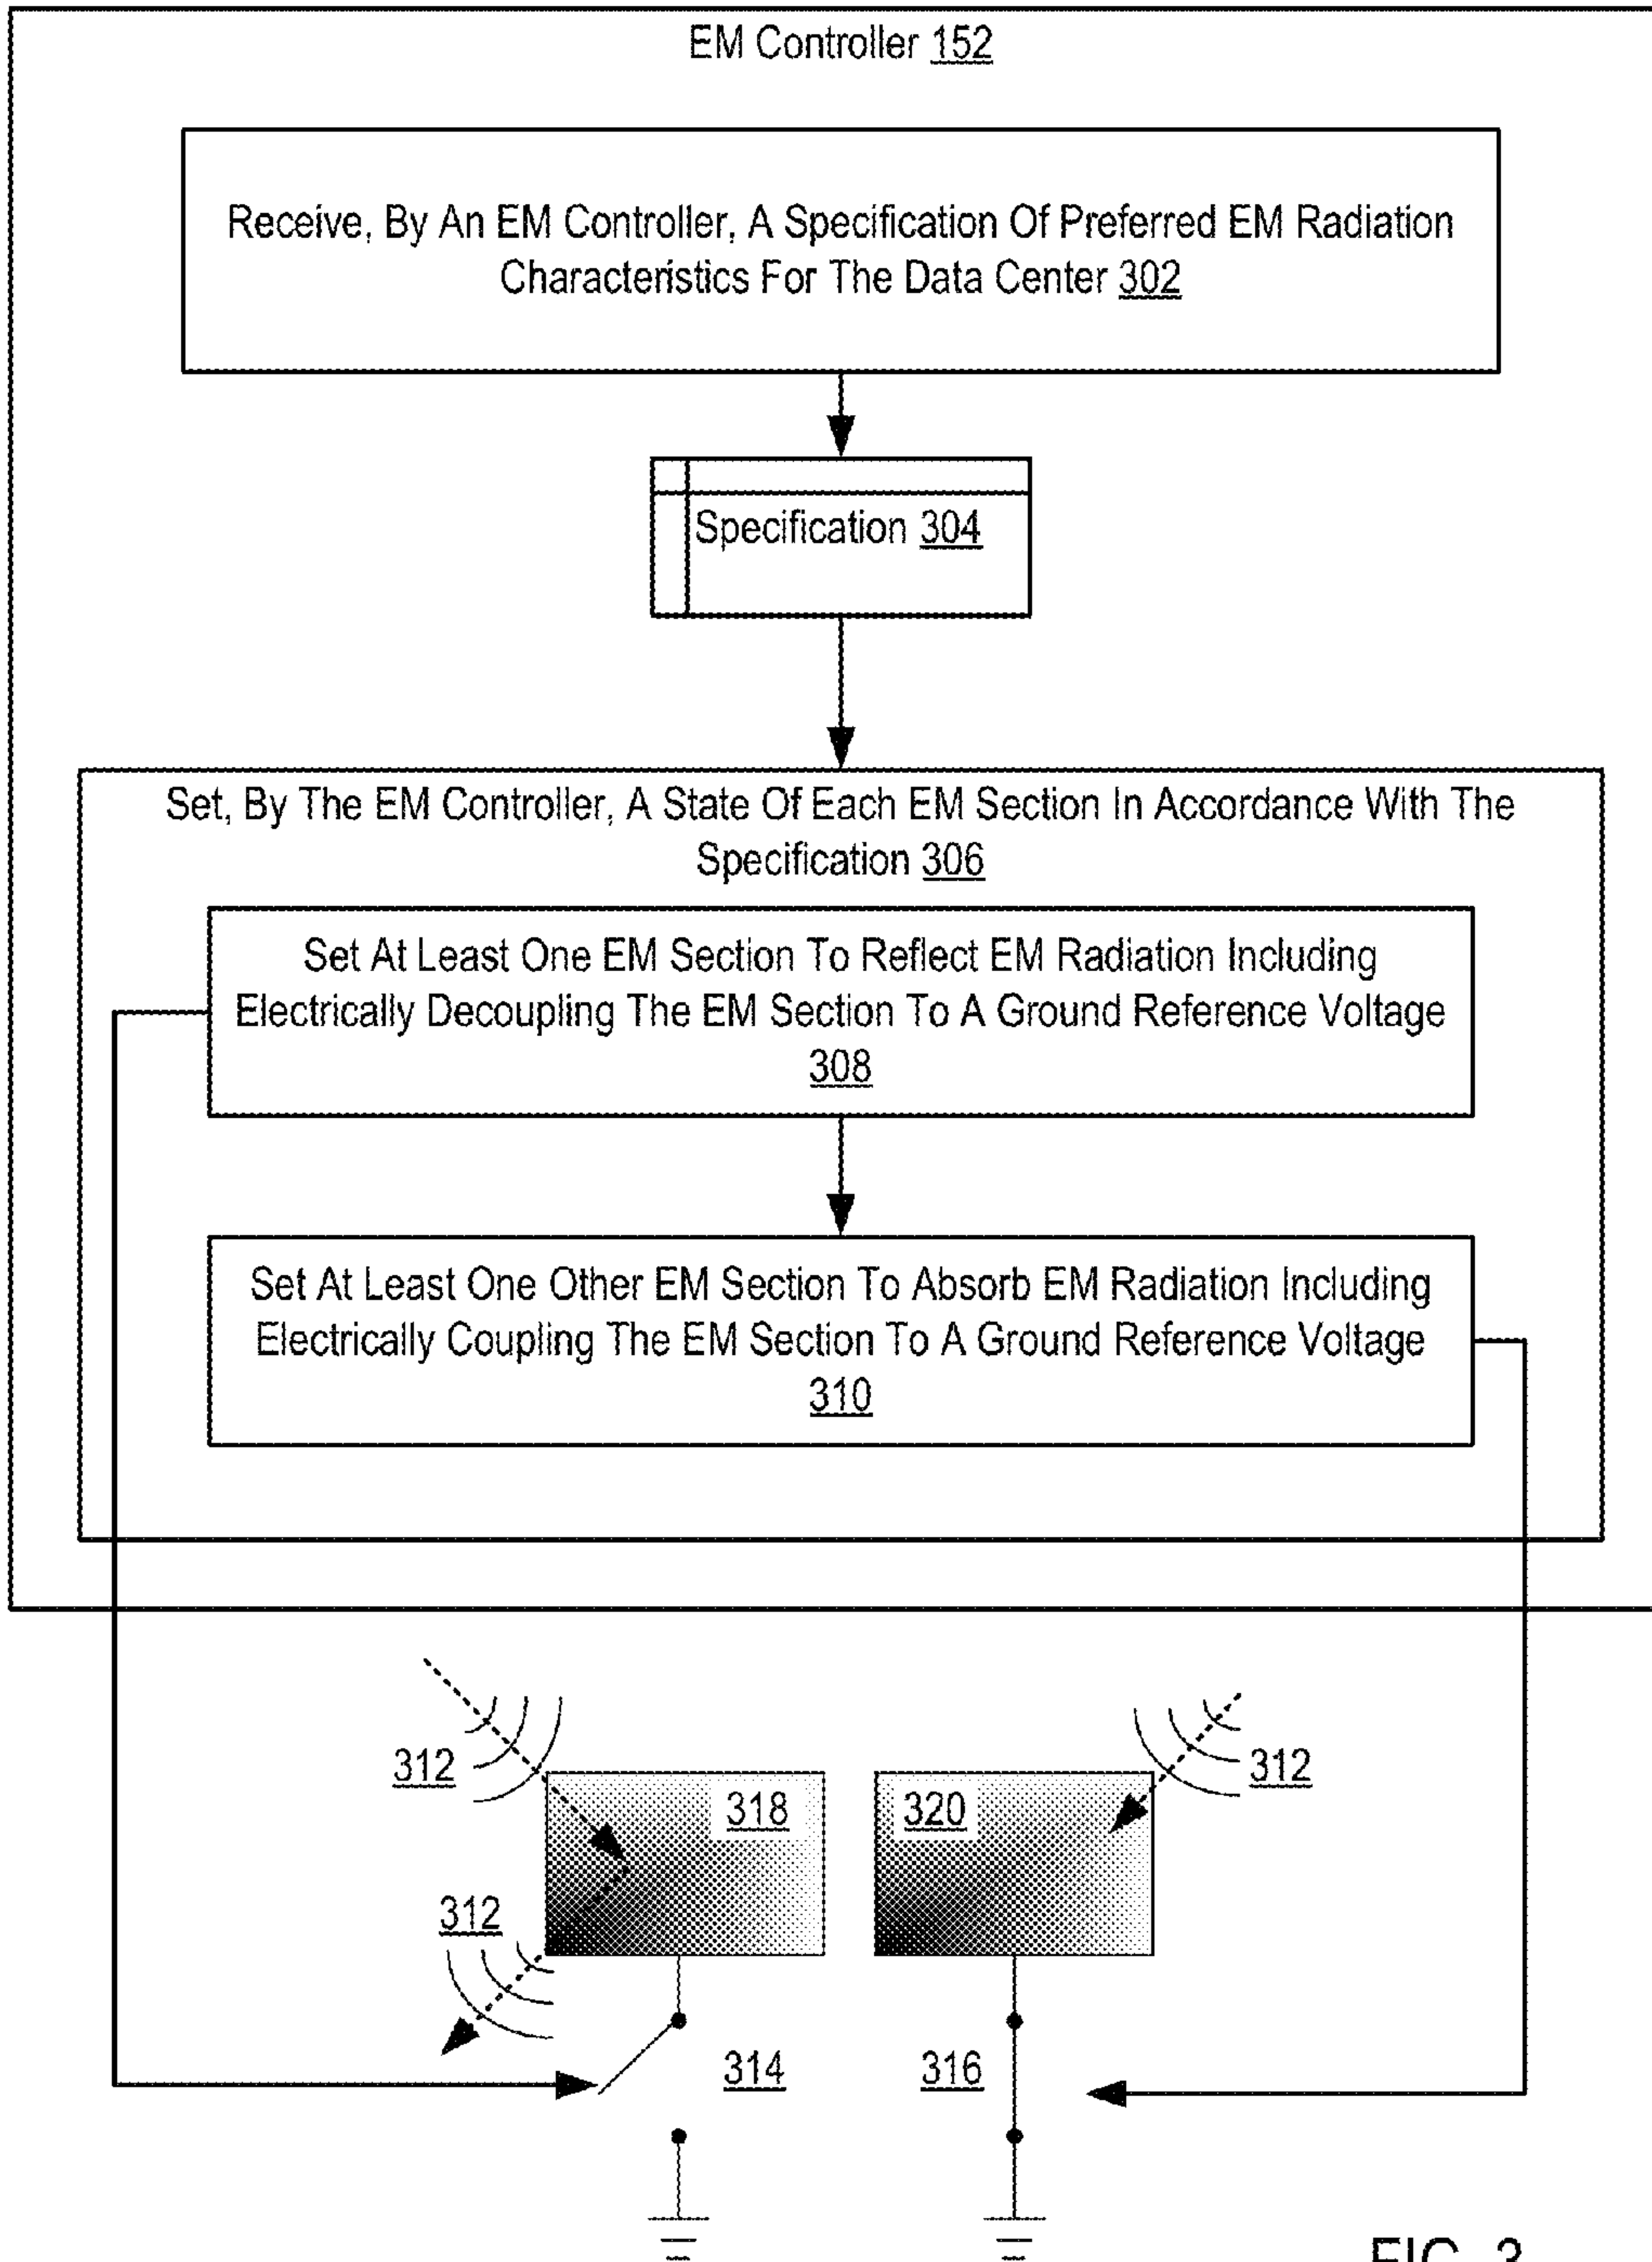 EM Controller 152
Receive, By An EM Controller, A Specification Of Preferred EM Radiation
Characteristics For The Data Center 302
Specification 304
Set, By The EM Controller, A State Of Each EM Section In Accordance With The
Specification 306
Set At Least One EM Section To Reflect EM Radiation Including
Electrically Decoupling The EM Section To A Ground Reference Voltage
308
Set At Least One Other EM Section To Absorb EM Radiation Including
Electrically Coupling The EM Section To A Ground Reference Voltage
310
312
312
318
320
312
314
316
FIG. 3